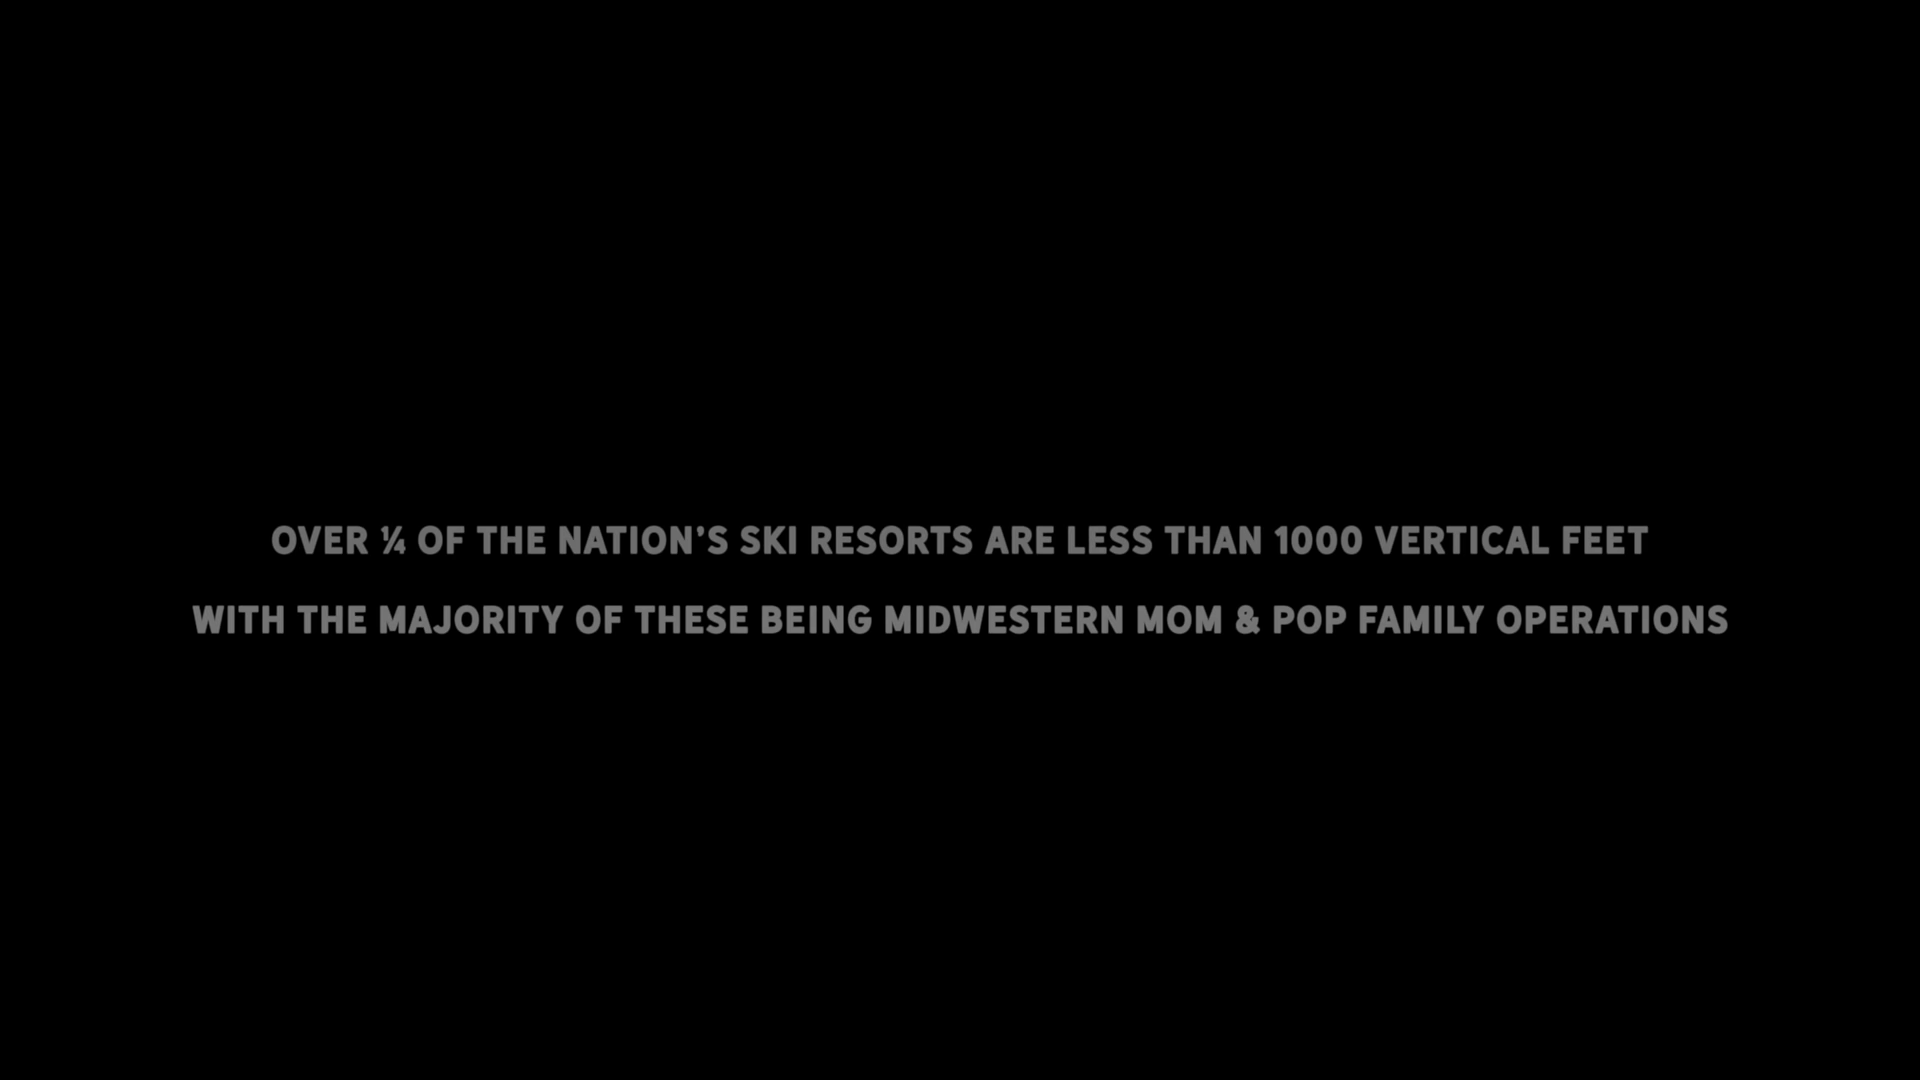 OVER ¼ OF THE NATION’S SKI RESORTS ARE LESS THAN 1000 VERTICAL FEET
WITH THE MAJORITY OF THESE BEING MIDWESTERN MOM & POP FAMILY OPERATIONS